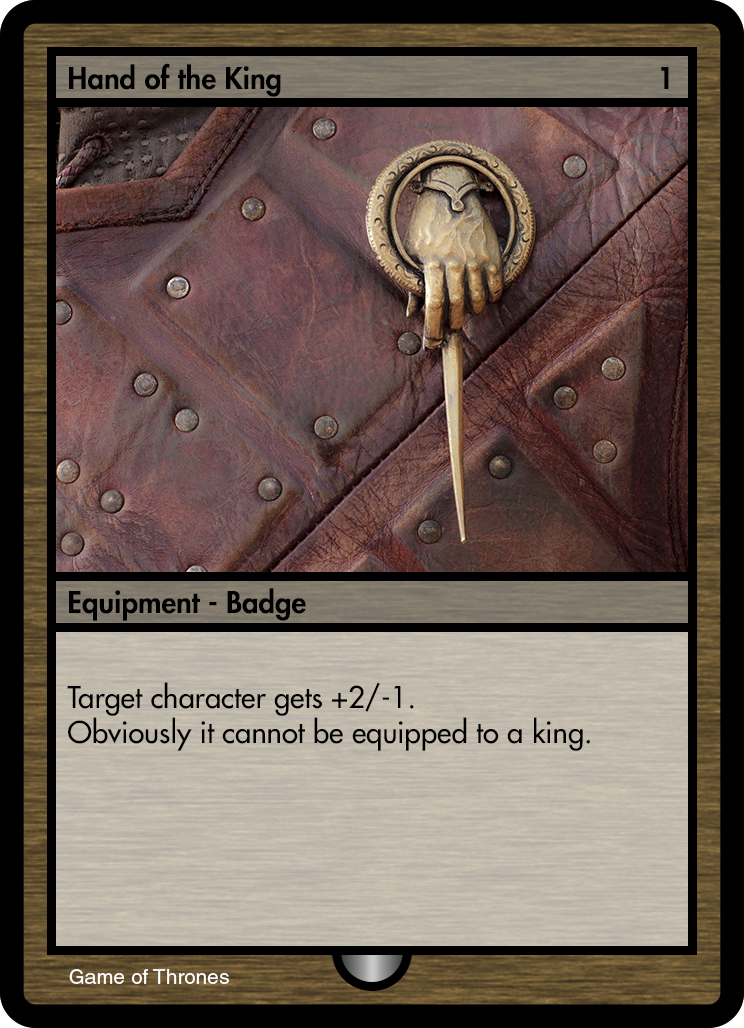 Hand of the King 1
Equipment - Badge
Target character gets +2/-1.
Obviously it cannot be equipped to a king.
Game of Thrones